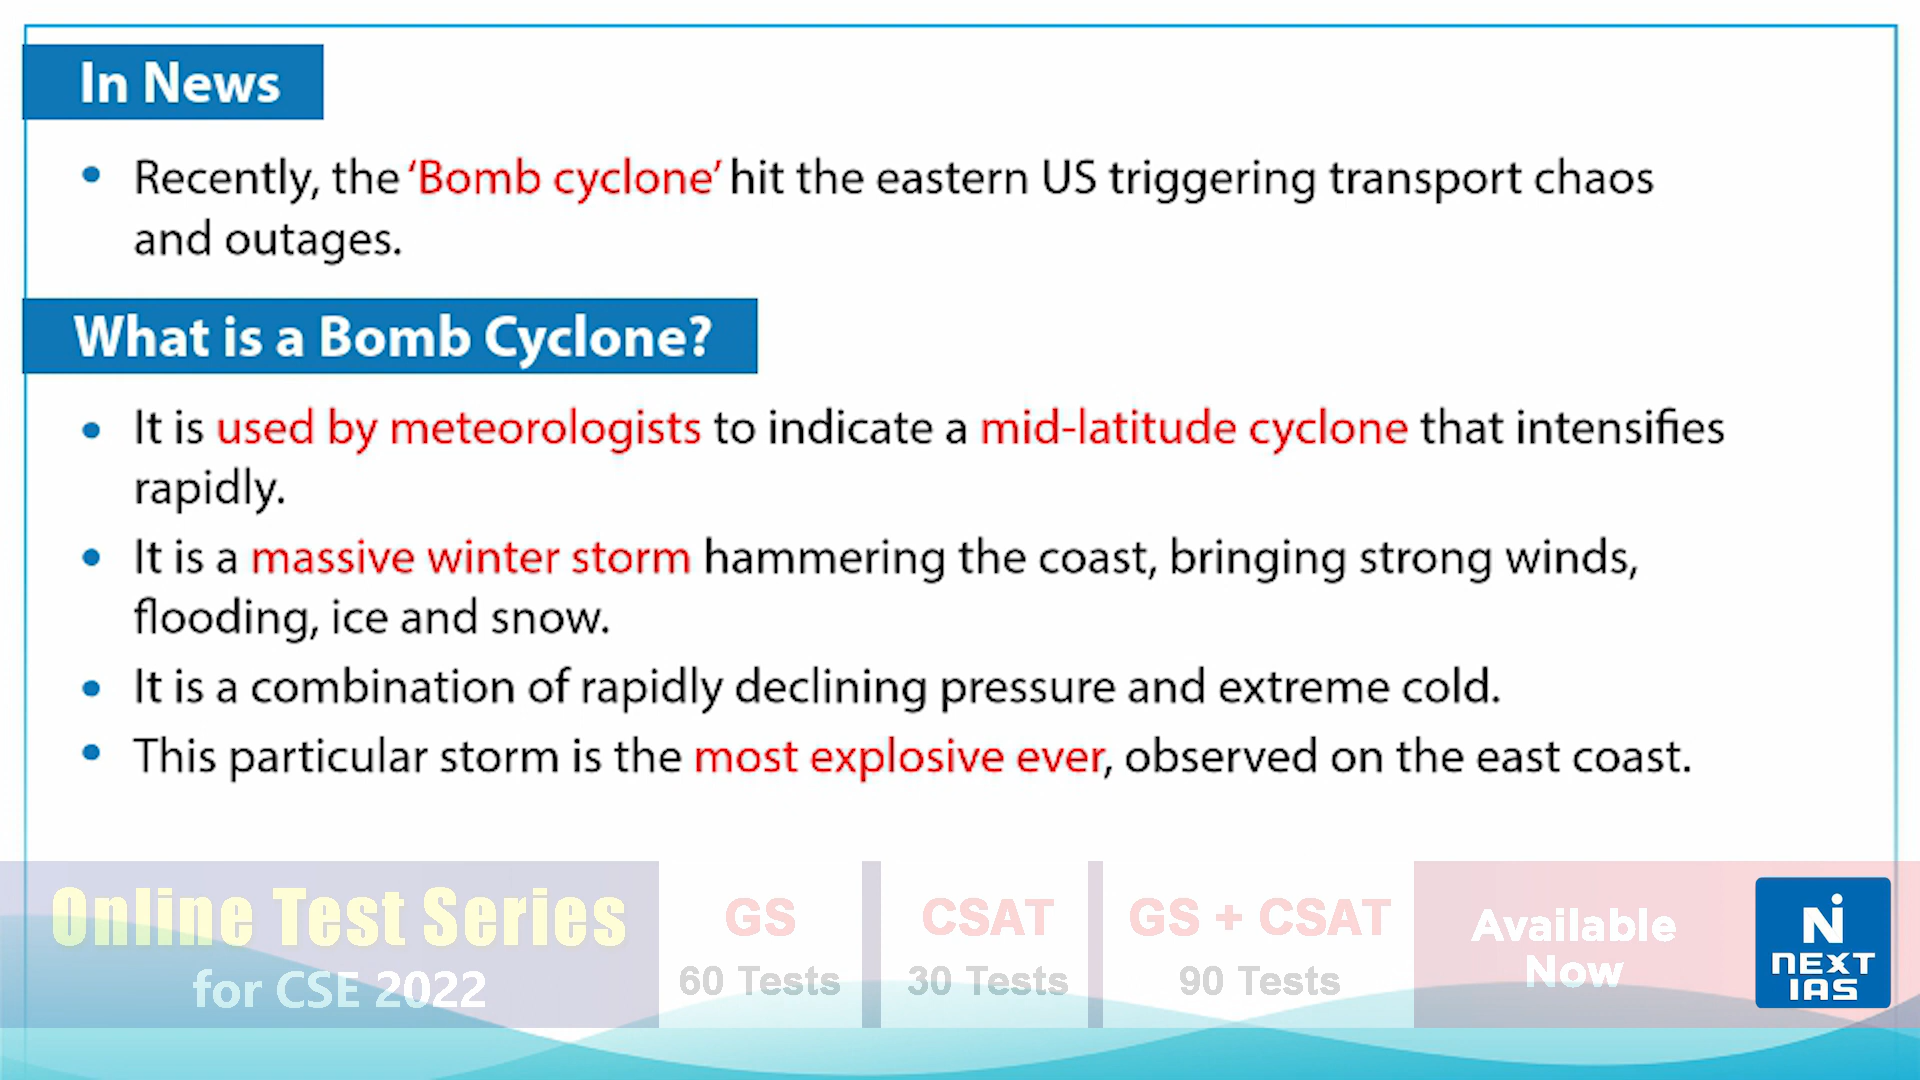 In News
• Recently, the ‘Bomb cyclone’ hit the eastern US triggering transport chaos
and outages.
What is a Bomb Cyclone?
• It is used by meteorologists to indicate a mid-latitude cyclone that intensifies
rapidly.
• It is a massive winter storm hammering the coast, bringing strong winds,
flooding, ice and snow.
• It is a combination of rapidly declining pressure and extreme cold.
• This particular storm is the most explosive ever, observed on the east coast.
Online Test Series
for CSE 2022
GS
60 Tests
CSAT
30 Tests
GS + CSAT
90 Tests
Available
Now
N
NEXT
IAS